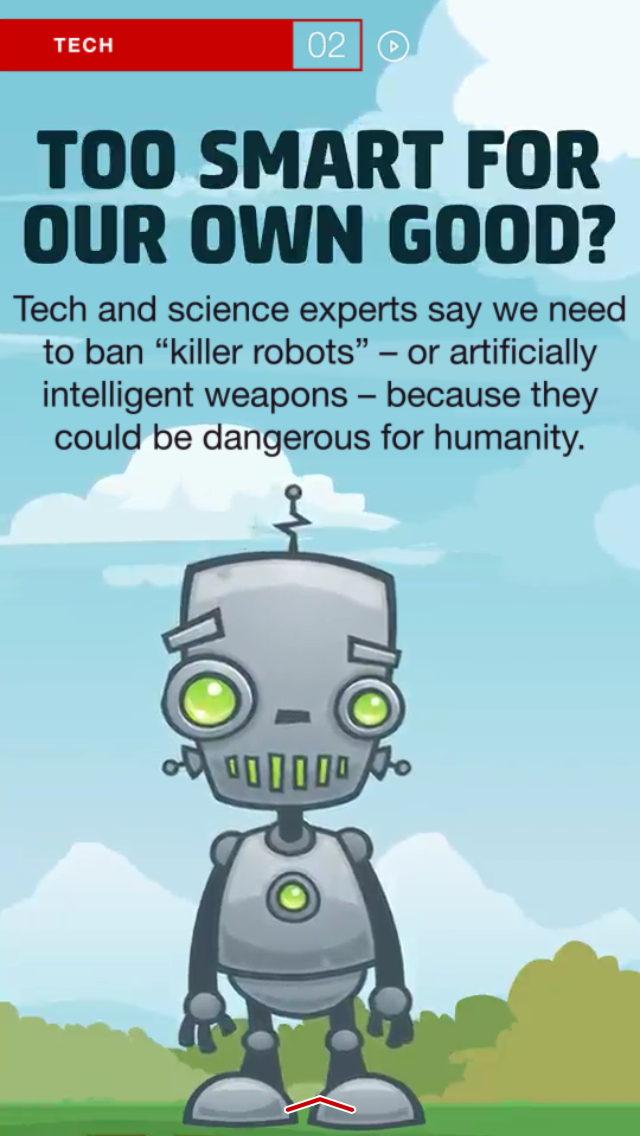 TECH
02
TOO SMART FOR
OUR OWN GOOD?
Tech and science experts say we need
to ban “killer robots” – or artificially
intelligent weapons – because they
could be dangerous for humanity.